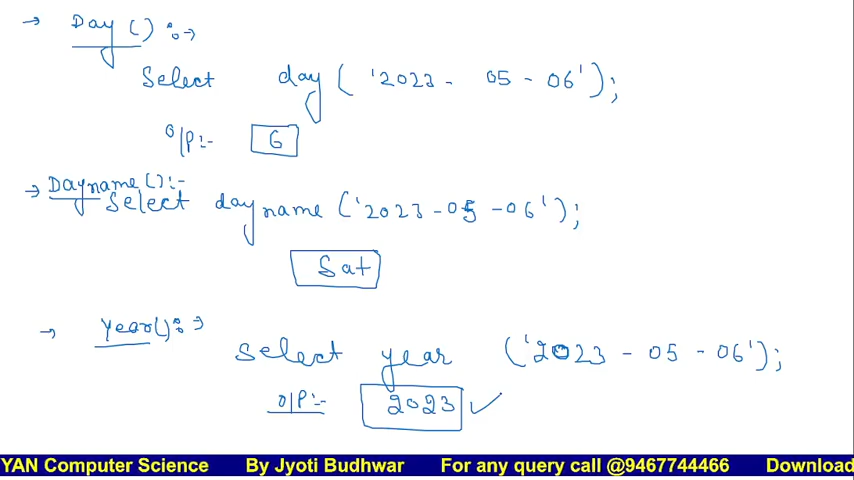 → Day () :→
Select day ( '2023 - 05 - 06' );
O/P:- 6
→ Dayname():-
Select dayname ('2023-05-06');
Sat
→ Year():→
Select year ('2023 - 05 - 06');
O/P:- 2023 ✓
YAN Computer Science By Jyoti Budhwar For any query call @9467744466 Download